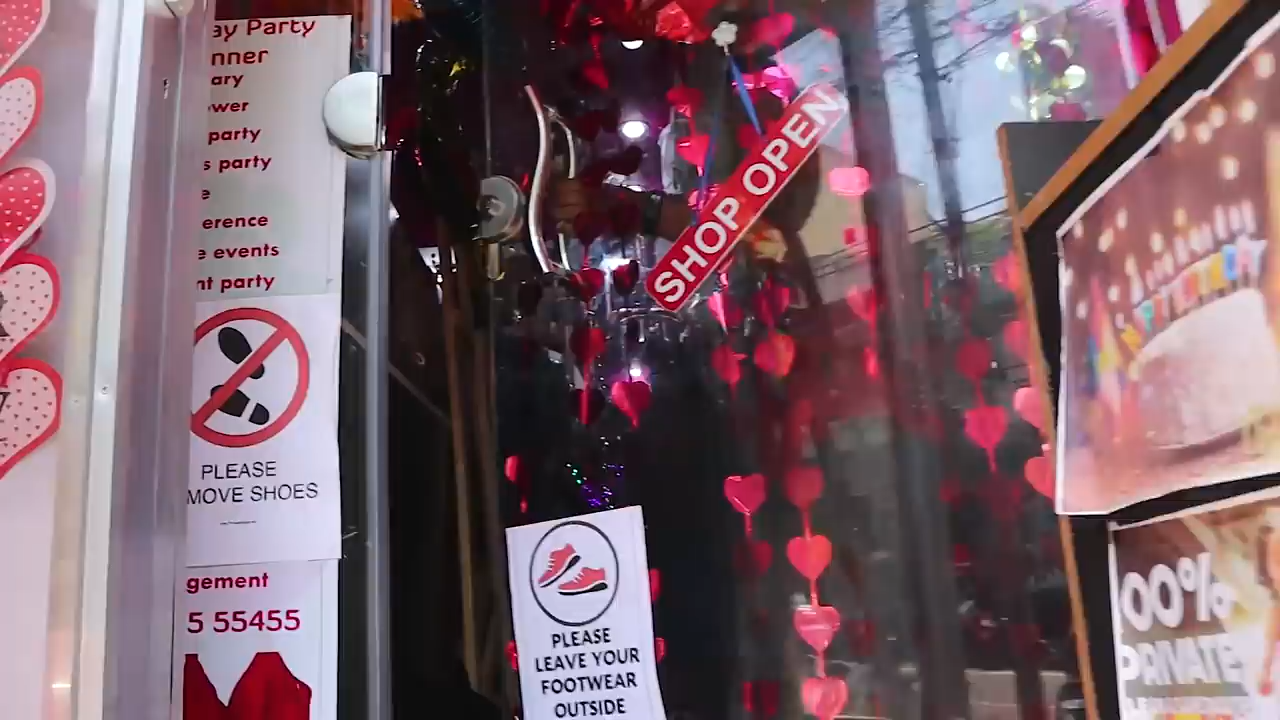 ay Party
nner
ary
wer
party
s party
e
erence
e events
nt party
PLEASE
MOVE SHOES
gement
5 55455
SHOP OPEN
PLEASE
LEAVE YOUR
FOOTWEAR
OUTSIDE
00%
PRIVATE